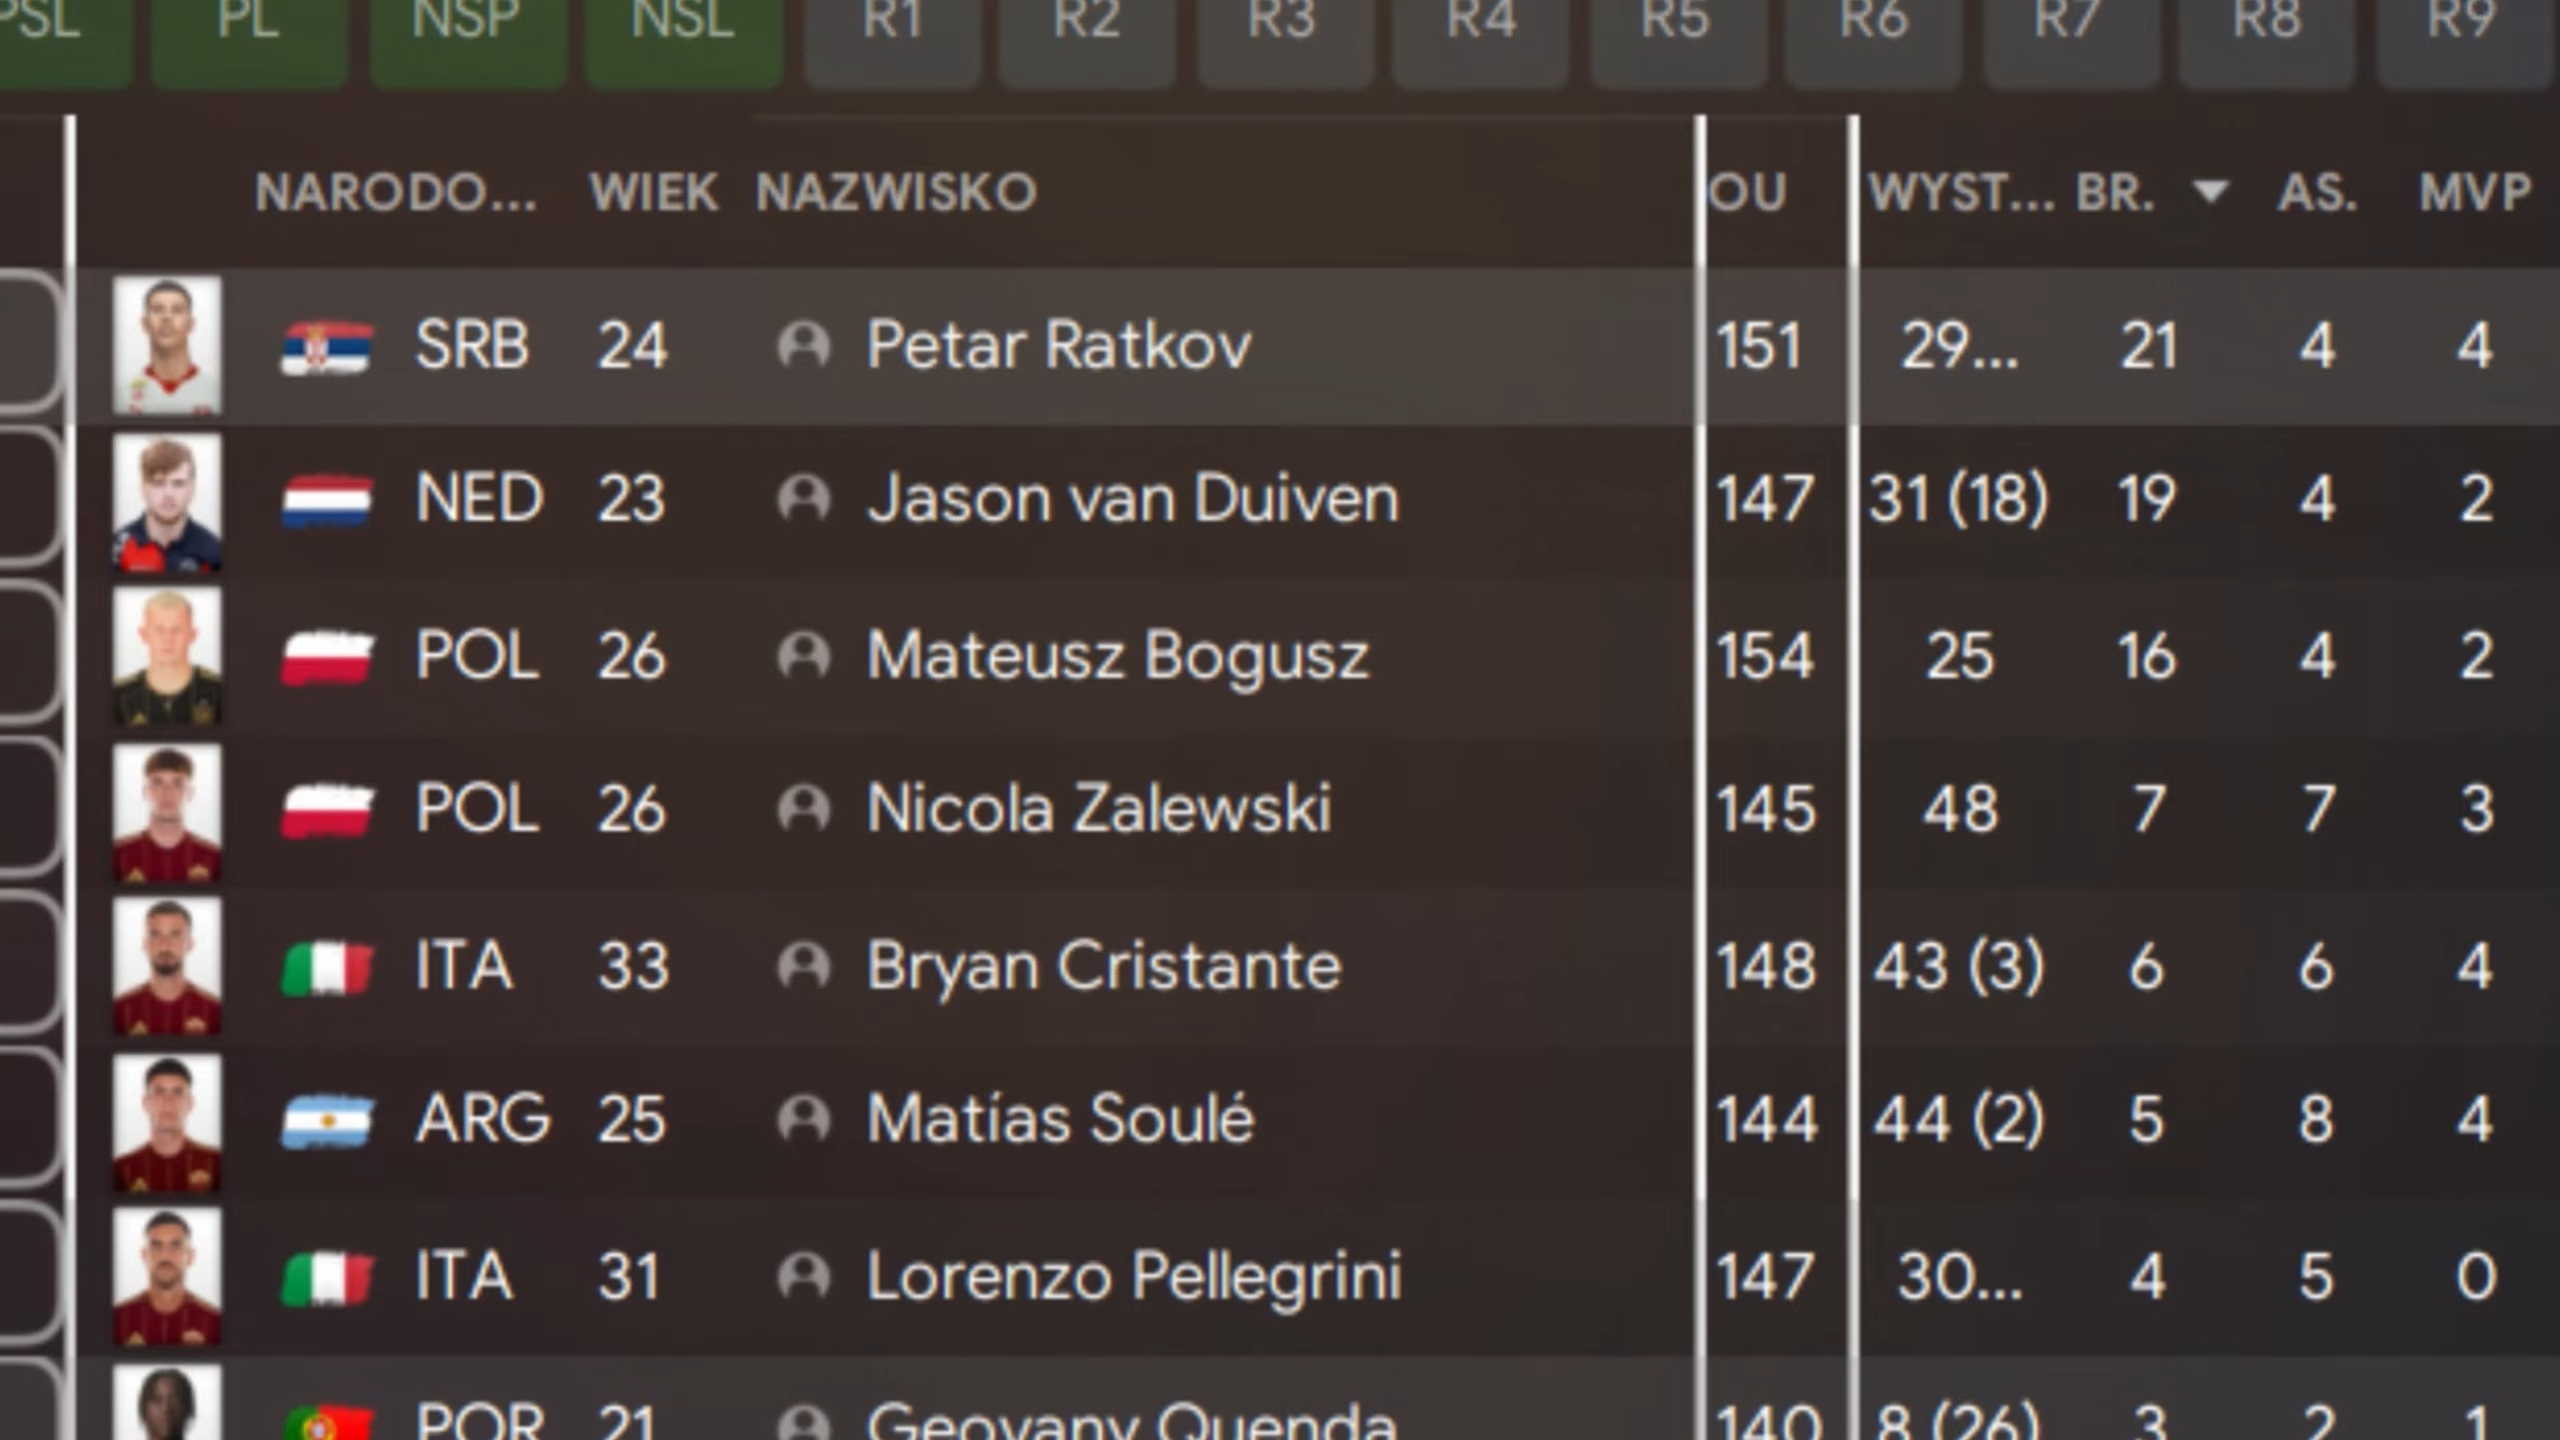 PSL PL NSP NSL R1 R2 R3 R4 R5 R6 R7 R8 R9
NARODO... WIEK NAZWISKO OU WYST... BR. AS. MVP
SRB 24 Petar Ratkov 151 29... 21 4 4
NED 23 Jason van Duiven 147 31 (18) 19 4 2
POL 26 Mateusz Bogusz 154 25 16 4 2
POL 26 Nicola Zalewski 145 48 7 7 3
ITA 33 Bryan Cristante 148 43 (3) 6 6 4
ARG 25 Matías Soulé 144 44 (2) 5 8 4
ITA 31 Lorenzo Pellegrini 147 30... 4 5 0
POR 21 Geovany Quenda 140 8 (26) 3 2 1